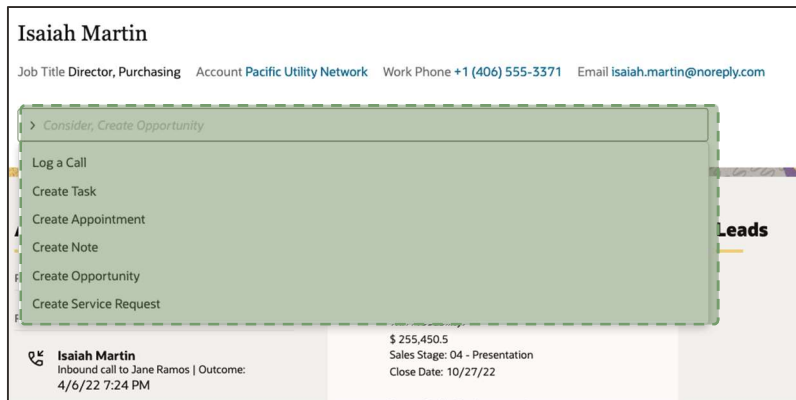 Isaiah Martin
Job Title Director, Purchasing Account Pacific Utility Network Work Phone +1 (406) 555-3371 Email isaiah.martin@noreply.com
Consider, Create Opportunity
Log a Call
Create Task
Create Appointment
Create Note
Create Opportunity
Create Service Request
Leads
$ 255,450.5
Sales Stage: 04 - Presentation
Close Date: 10/27/22
Isaiah Martin
Inbound call to Jane Ramos | Outcome:
4/6/22 7:24 PM